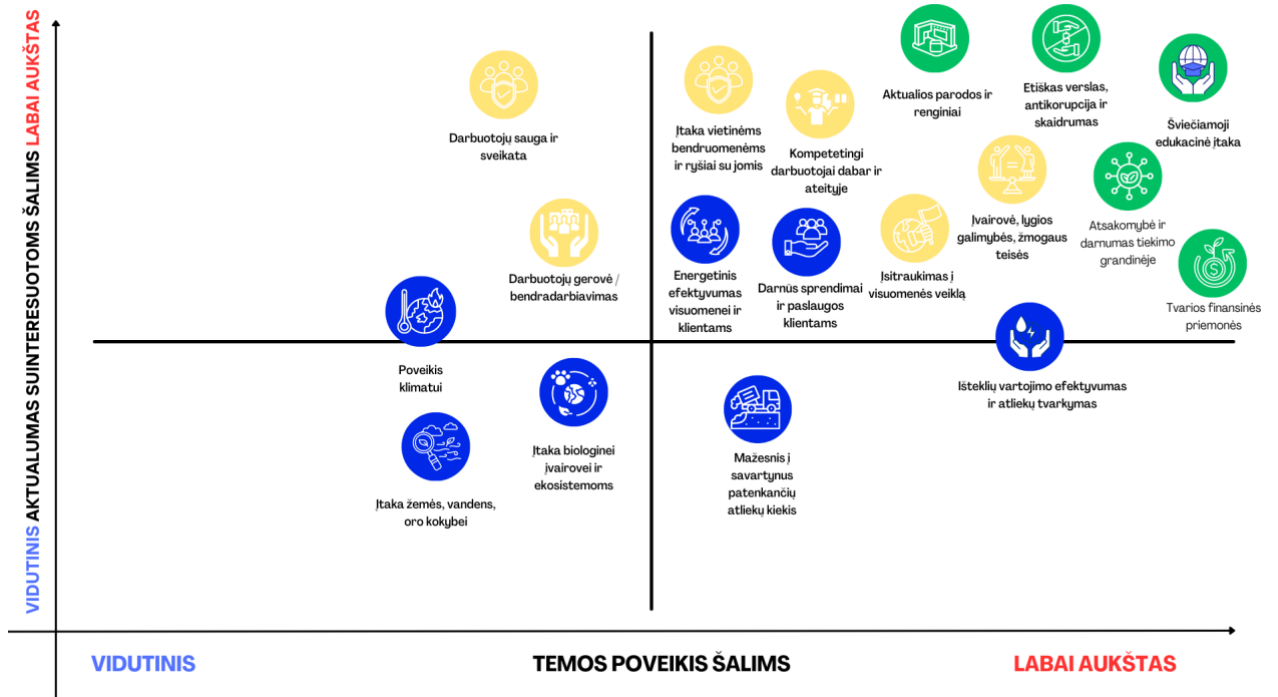 VIDUTINIS AKTUALUMAS SUINTERESUOTOMS ŠALIMS LABAI AUKŠTAS
Darbuotojų sauga ir
sveikata
Įtaka vietinėms
bendruomenėms
ir ryšiai su jomis
Kompetetingi
darbuotojai dabar ir
ateityje
Aktualios parodos ir
renginiai
Etiškas verslas,
antikorupcija ir
skaidrumas
Šviečiamoji
edukacinė įtaka
Darbuotojų gerovė /
bendradarbiavimas
Energetinis
efektyvumas
visuomenei ir
klientams
Darnūs sprendimai
ir paslaugos
klientams
Įsitraukimas į
visuomenės veiklą
Įvairovė, lygios
galimybės, žmogaus
teisės
Atsakomybė ir
darnumas tiekimo
grandinėje
Tvarios finansinės
priemonės
Poveikis
klimatui
Įtaka biologinei
įvairovei ir
ekosistemoms
Įtaka žemės, vandens,
oro kokybei
Mažesnis į
savartynus
patenkančių
atliekų kiekis
Išteklių vartojimo efektyvumas
ir atliekų tvarkymas
VIDUTINIS
TEMOS POVEIKIS ŠALIMS
LABAI AUKŠTAS